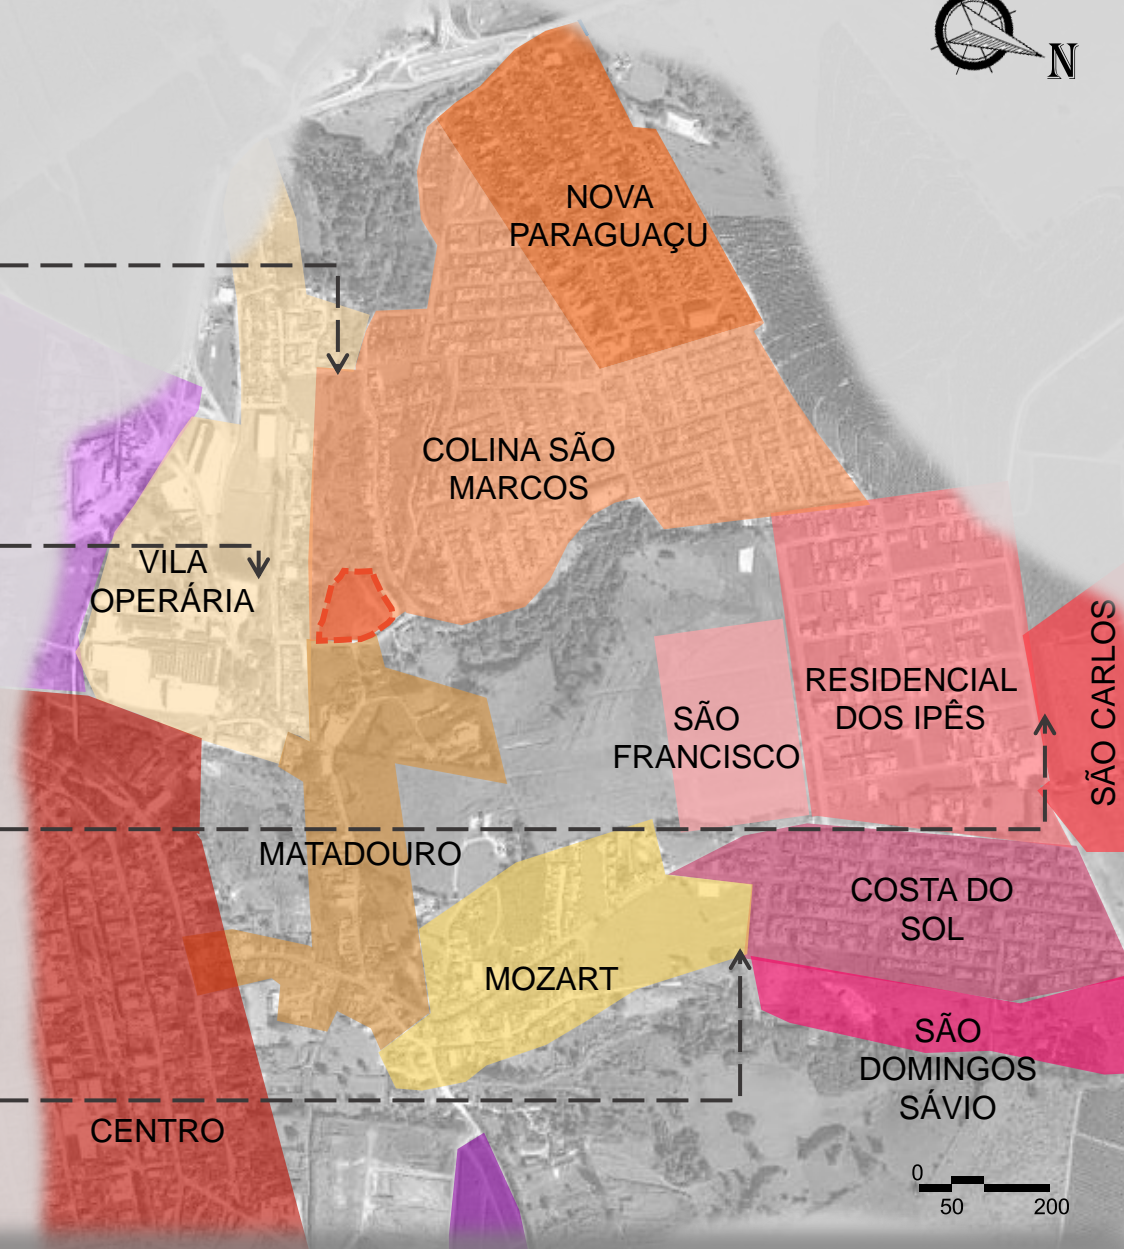 N
NOVA
PARAGUAÇU
COLINA SÃO
MARCOS
VILA
OPERÁRIA
SÃO CARLOS
RESIDENCIAL
DOS IPÊS
SÃO
FRANCISCO
MATADOURO
COSTA DO
SOL
MOZART
SÃO
DOMINGOS
SÁVIO
CENTRO
0
50
200